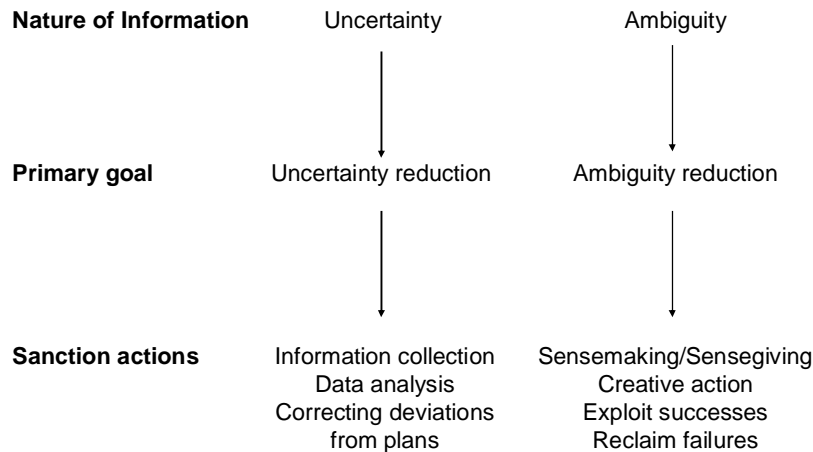 Nature of Information Uncertainty Ambiguity
Primary goal Uncertainty reduction Ambiguity reduction
Sanction actions Information collection Sensemaking/Sensegiving
Data analysis Creative action
Correcting deviations Exploit successes
from plans Reclaim failures